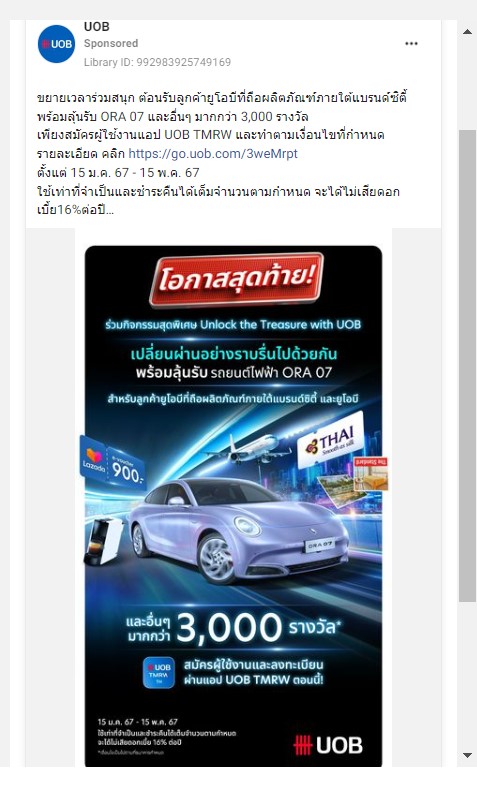 UOB
UOB
Sponsored
Library ID: 992983925749169
ขยายเวลาร่วมสนุก ต้อนรับลูกค้ายูโอบีที่ถือผลิตภัณฑ์ภายใต้แบรนด์ซิตี้
พร้อมลุ้นรับ ORA 07 และอื่นๆ มากกว่า 3,000 รางวัล
เพียงสมัครผู้ใช้งานแอป UOB TMRW และทำตามเงื่อนไขที่กำหนด
รายละเอียด คลิก https://go.uob.com/3weMrpt
ตั้งแต่ 15 ม.ค. 67 - 15 พ.ค. 67
ใช้เท่าที่จำเป็นและชำระคืนได้เต็มจำนวนตามกำหนด จะได้ไม่เสียดอก
เบี้ย16%ต่อปี...
โอกาสสุดท้าย!
ร่วมกิจกรรมสุดพิเศษ Unlock the Treasure with UOB
เปลี่ยนผ่านอย่างราบรื่นไปด้วยกัน
พร้อมลุ้นรับ รถยนต์ไฟฟ้า ORA 07
สำหรับลูกค้ายูโอบีที่ถือผลิตภัณฑ์ภายใต้แบรนด์ซิตี้ และยูโอบี
THAI
Smooth as silk
The Standard
Lazada
e-voucher
900.-
ORA 07
และอื่นๆ
มากกว่า 3,000 รางวัล*
UOB
TMRW
สมัครผู้ใช้งานและลงทะเบียน
ผ่านแอป UOB TMRW ตอนนี้!
15 ม.ค. 67 - 15 พ.ค. 67
ใช้เท่าที่จำเป็นและชำระคืนได้เต็มจำนวนตามกำหนด
จะได้ไม่เสียดอกเบี้ย 16% ต่อปี
UOB